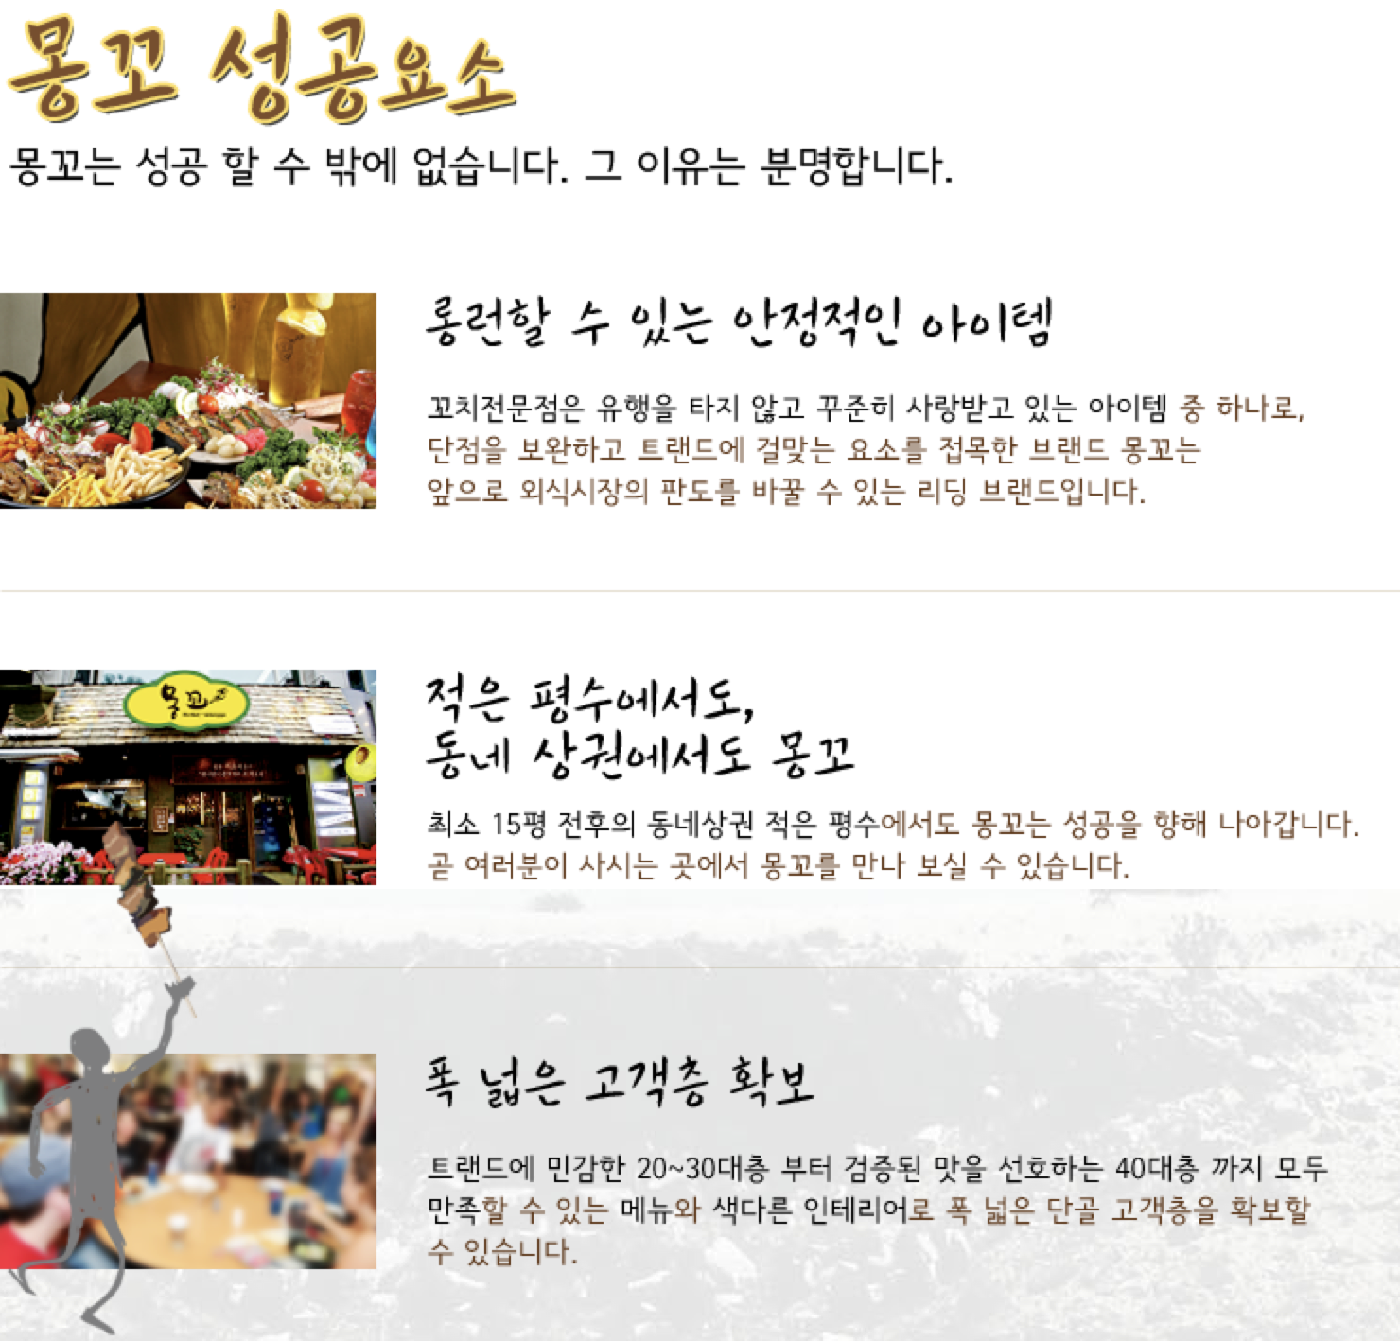 몽꼬 성공요소
몽꼬는 성공 할 수 밖에 없습니다. 그 이유는 분명합니다.
롱런할 수 있는 안정적인 아이템
꼬치전문점은 유행을 타지 않고 꾸준히 사랑받고 있는 아이템 중 하나로,
단점을 보완하고 트랜드에 걸맞는 요소를 접목한 브랜드 몽꼬는
앞으로 외식시장의 판도를 바꿀 수 있는 리딩 브랜드입니다.
몽꼬
적은 평수에서도,
동네 상권에서도 몽꼬
최소 15평 전후의 동네상권 적은 평수에서도 몽꼬는 성공을 향해 나아갑니다.
곧 여러분이 사시는 곳에서 몽꼬를 만나 보실 수 있습니다.
폭 넓은 고객층 확보
트랜드에 민감한 20~30대층 부터 검증된 맛을 선호하는 40대층 까지 모두
만족할 수 있는 메뉴와 색다른 인테리어로 폭 넓은 단골 고객층을 확보할
수 있습니다.